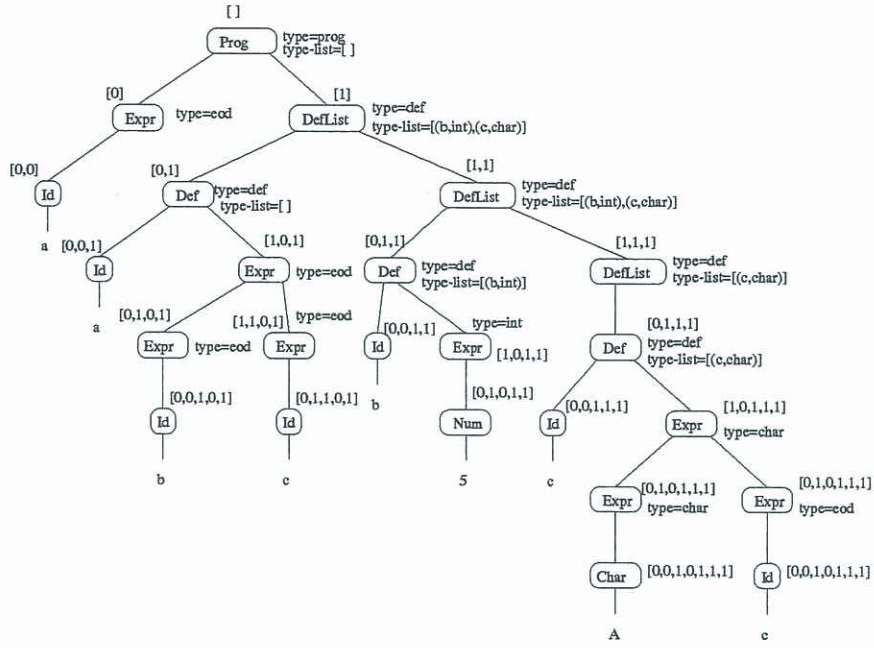 [ ]
Prog
type=prog
type-list=[ ]
[0]
Expr
type=eod
[1]
DefList
type=def
type-list=[(b,int),(c,char)]
[0,0]
Id
a
[0,1]
Def
type=def
type-list=[ ]
[1,1]
DefList
type=def
type-list=[(b,int),(c,char)]
[0,0,1]
Id
a
[1,0,1]
Expr
type=eod
[0,1,1]
Def
type=def
type-list=[(b,int)]
[1,1,1]
DefList
type=def
type-list=[(c,char)]
[0,1,0,1]
Expr
type=eod
[1,1,0,1]
type=eod
Expr
Id
[0,0,1,1]
b
type=int
Expr
[1,0,1,1]
[0,1,1,1]
Def
type=def
type-list=[(c,char)]
[0,0,1,0,1]
Id
b
[0,1,1,0,1]
Id
c
[0,1,0,1,1]
Num
5
[0,0,1,1,1]
Id
c
[1,0,1,1,1]
Expr
type=char
[0,1,0,1,1,1]
Expr
type=char
[0,1,0,1,1,1]
Expr
type=eod
Char
[0,0,1,0,1,1,1]
A
Id
[0,0,1,0,1,1,1]
c